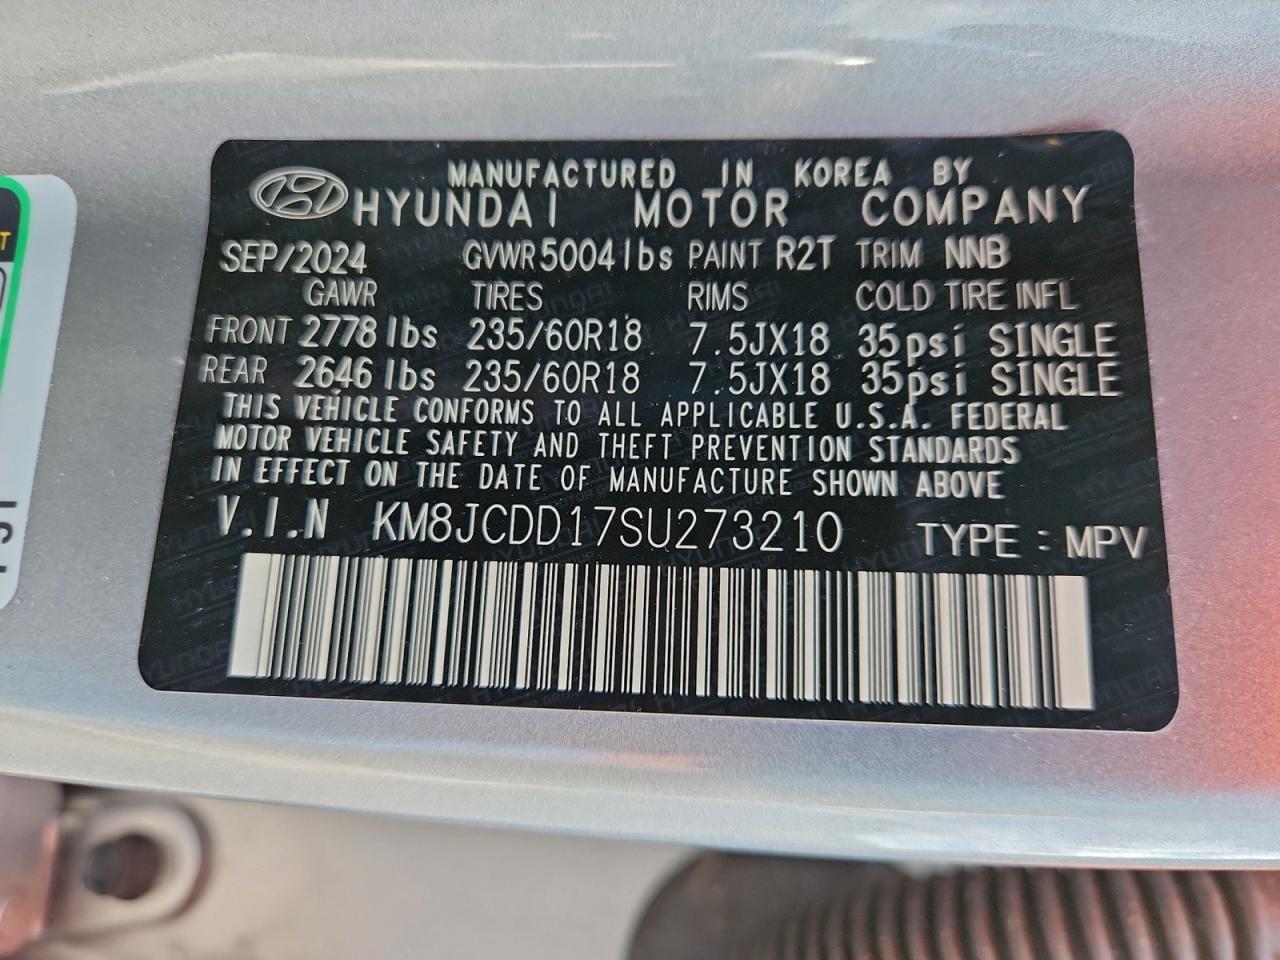 MANUFACTURED IN KOREA BY
HYUNDAI MOTOR COMPANY
SEP/2024 GVWR 5004 lbs PAINT R2T TRIM NNB
GAWR TIRES RIMS COLD TIRE INFL
FRONT 2778 lbs 235/60R18 7.5JX18 35psi SINGLE
REAR 2646 lbs 235/60R18 7.5JX18 35psi SINGLE
THIS VEHICLE CONFORMS TO ALL APPLICABLE U.S.A. FEDERAL
MOTOR VEHICLE SAFETY AND THEFT PREVENTION STANDARDS
IN EFFECT ON THE DATE OF MANUFACTURE SHOWN ABOVE
V.I.N KM8JCDD17SU273210 TYPE : MPV